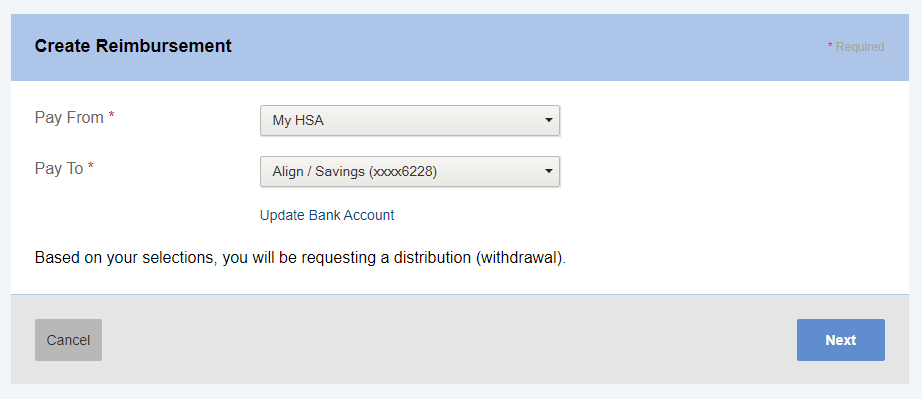 Create Reimbursement
* Required
Pay From *
My HSA
Pay To *
Align / Savings (xxxx6228)
Update Bank Account
Based on your selections, you will be requesting a distribution (withdrawal).
Cancel
Next